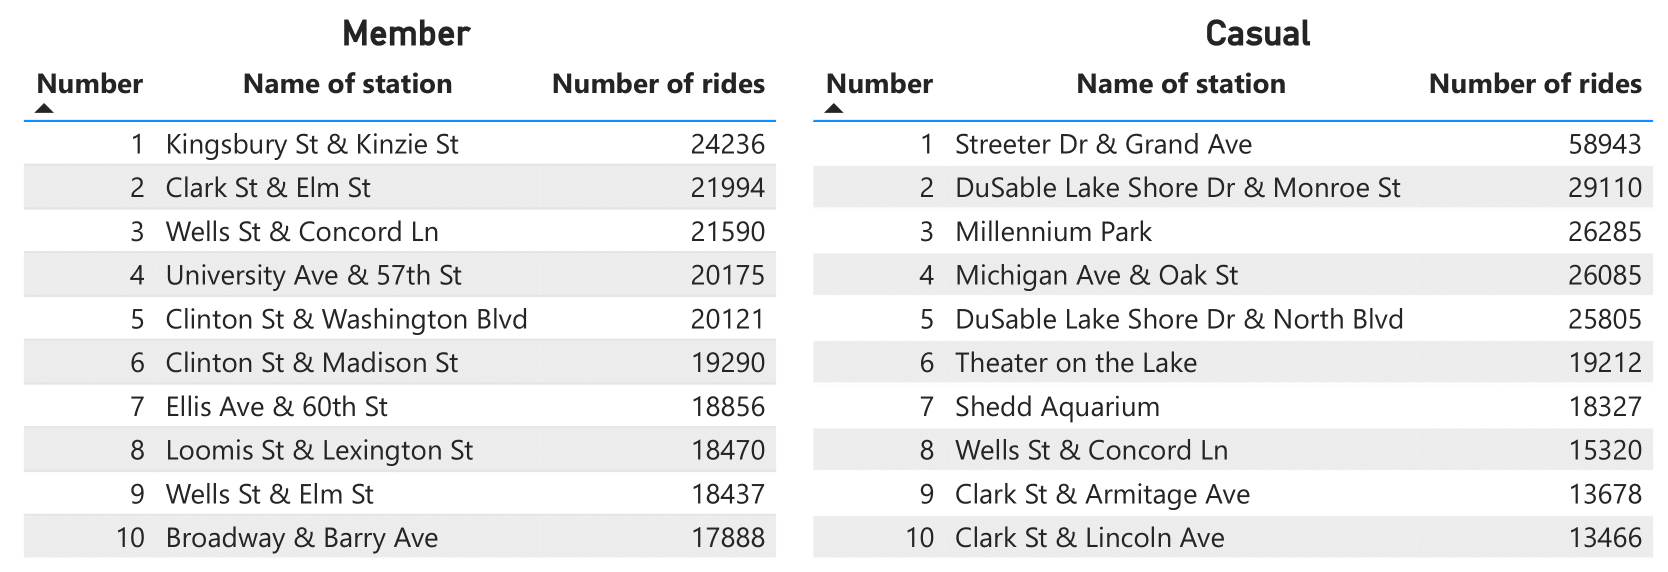 Member
Number Name of station Number of rides
1 Kingsbury St & Kinzie St 24236
2 Clark St & Elm St 21994
3 Wells St & Concord Ln 21590
4 University Ave & 57th St 20175
5 Clinton St & Washington Blvd 20121
6 Clinton St & Madison St 19290
7 Ellis Ave & 60th St 18856
8 Loomis St & Lexington St 18470
9 Wells St & Elm St 18437
10 Broadway & Barry Ave 17888
Casual
Number Name of station Number of rides
1 Streeter Dr & Grand Ave 58943
2 DuSable Lake Shore Dr & Monroe St 29110
3 Millennium Park 26285
4 Michigan Ave & Oak St 26085
5 DuSable Lake Shore Dr & North Blvd 25805
6 Theater on the Lake 19212
7 Shedd Aquarium 18327
8 Wells St & Concord Ln 15320
9 Clark St & Armitage Ave 13678
10 Clark St & Lincoln Ave 13466